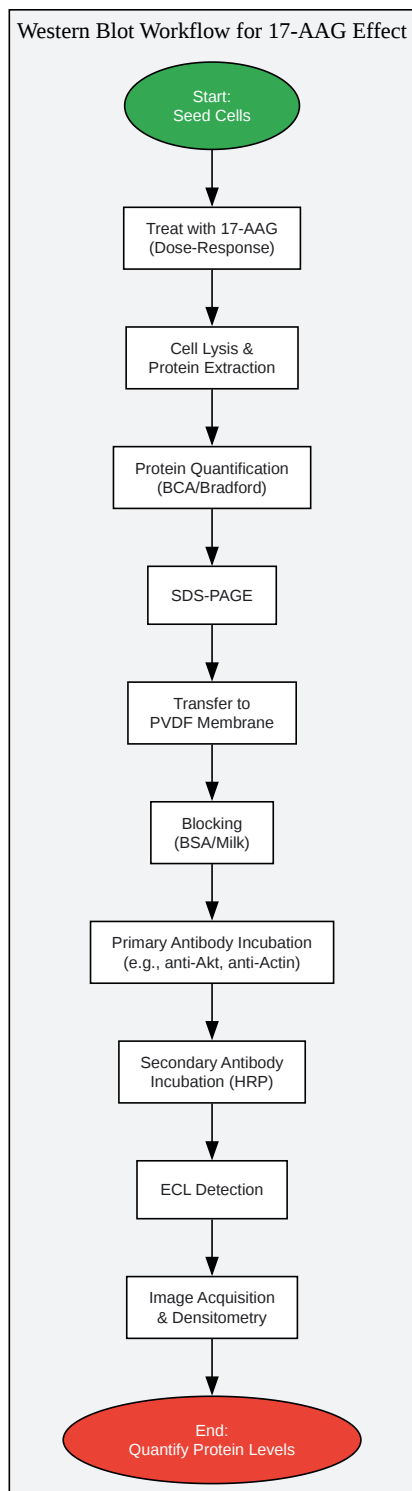 Western Blot Workflow for 17-AAG Effect
Start:
Seed Cells
Treat with 17-AAG
(Dose-Response)
Cell Lysis &
Protein Extraction
Protein Quantification
(BCA/Bradford)
SDS-PAGE
Transfer to
PVDF Membrane
Blocking
(BSA/Milk)
Primary Antibody Incubation
(e.g., anti-Akt, anti-Actin)
Secondary Antibody
Incubation (HRP)
ECL Detection
Image Acquisition
& Densitometry
End:
Quantify Protein Levels